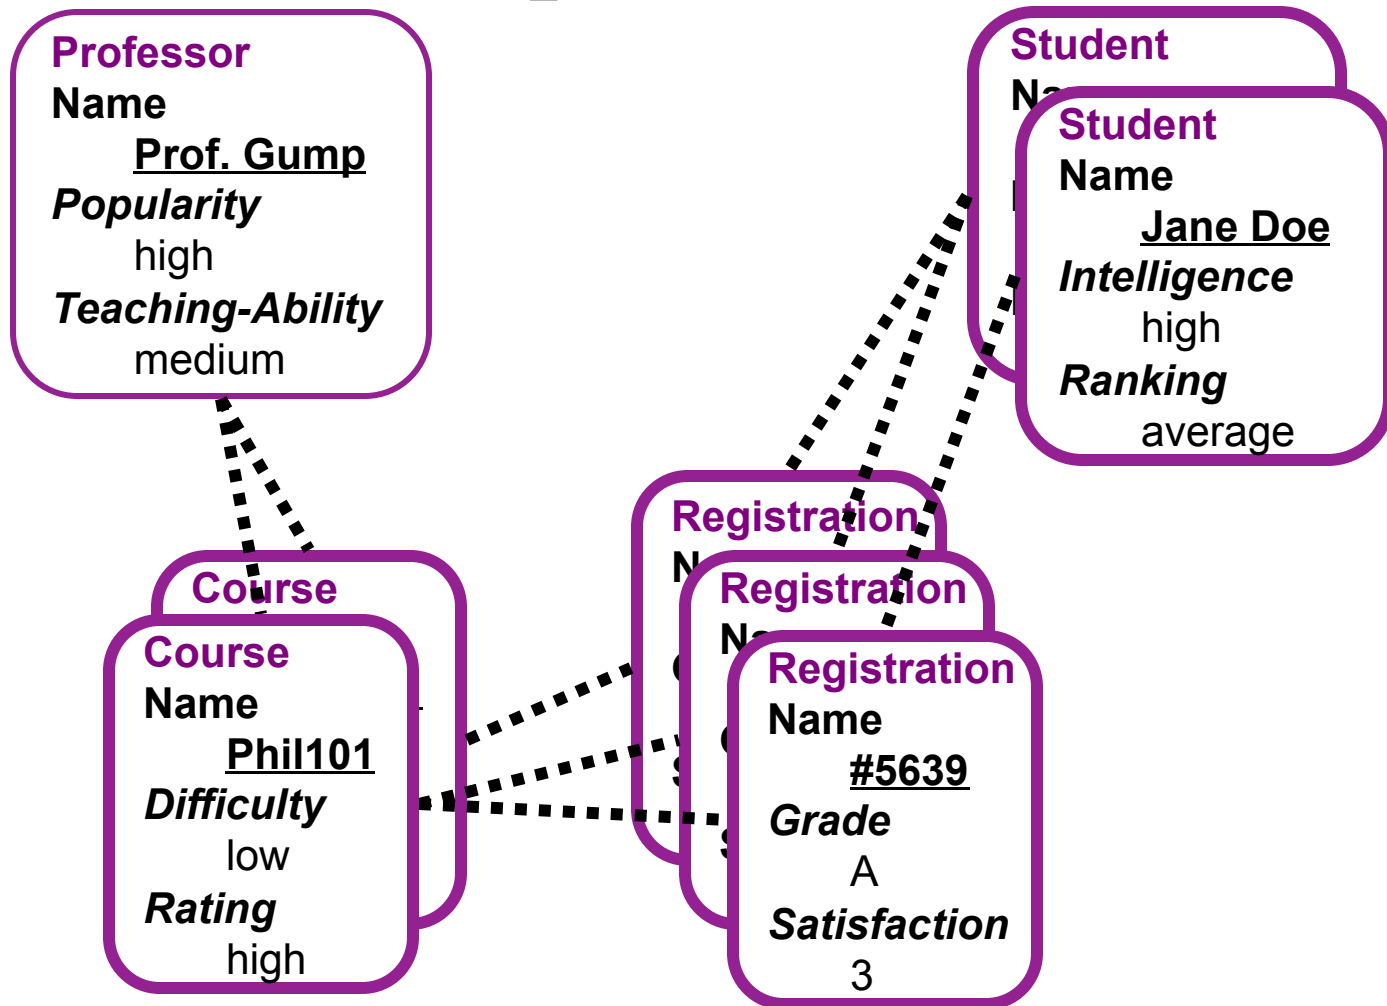 Professor
Name
Prof. Gump
Popularity
high
Teaching-Ability
medium
Student
Student
Name
Jane Doe
Intelligence
high
Ranking
average
Course
Course
Name
Phil101
Difficulty
low
Rating
high
Registration
Registration
Registration
Name
#5639
Grade
A
Satisfaction
3